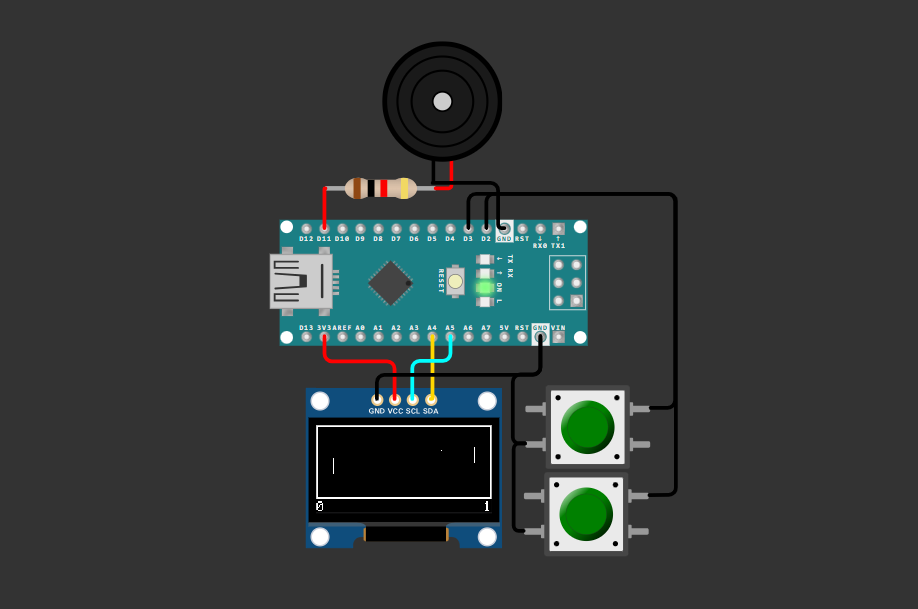 D12 D11 D10 D9 D8 D7 D6 D5 D4 D3 D2 GND RST ↓ ↑
RX0 TX1
RESET
TX
RX
ON
L
D13 3V3 AREF A0 A1 A2 A3 A4 A5 A6 A7 5V RST GND VIN
GND VCC SCL SDA
0 1